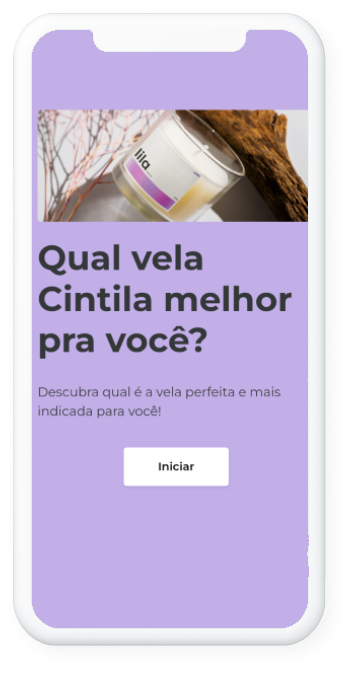 lila
Qual vela
Cintila melhor
pra você?
Descubra qual é a vela perfeita e mais
indicada para você!
Iniciar